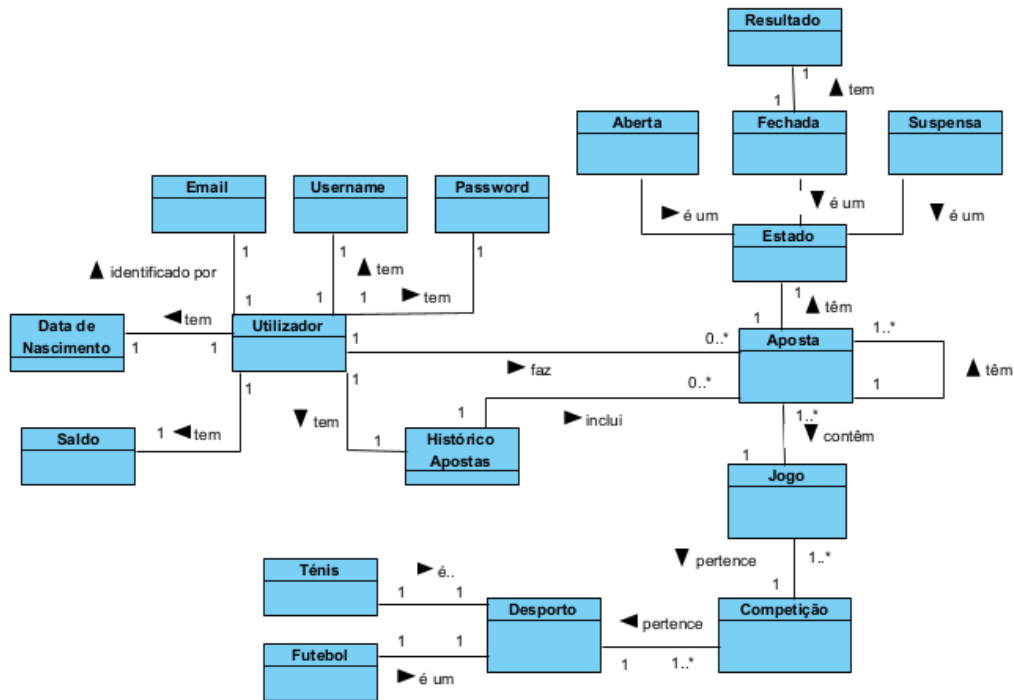 Resultado
1
tem
1
Aberta
Fechada
Suspensa
Email
Username
Password
é um
é um
é um
Estado
1
1
1
identificado por
tem
1
1
1
tem
1
têm
Data de
Nascimento
tem
1
1
Utilizador
1
0..*
1
Aposta
1..*
faz
1
têm
1
1
0..*
1
Saldo
1
tem
tem
1
1
inclui
Histórico
Apostas
1..*
contêm
1
Jogo
pertence
1..*
1
Ténis
é..
1
1
Desporto
pertence
Competição
Futebol
1
1
1
1..*
é um